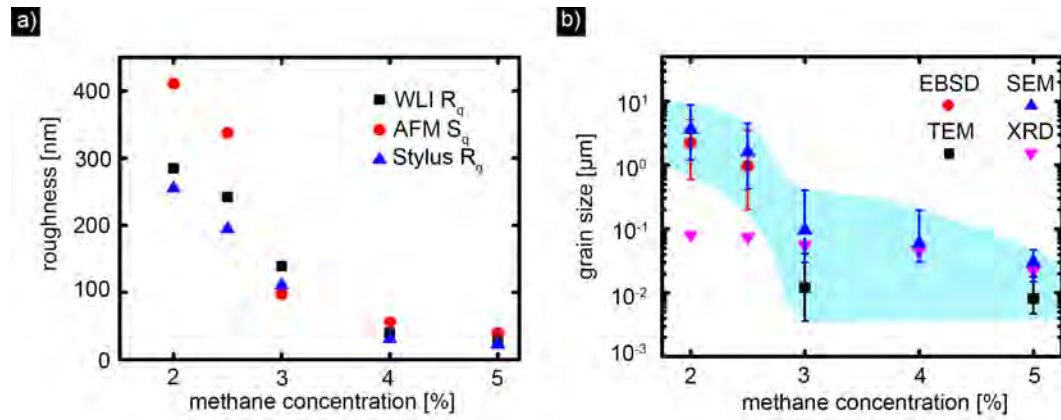 a)
roughness [nm]
400
300
200
100
0
WLI Rq
AFM Sq
Stylus Rq
2 3 4 5
methane concentration [%]
b)
grain size [µm]
10¹
10⁰
10⁻¹
10⁻²
10⁻³
EBSD SEM
TEM XRD
2 3 4 5
methane concentration [%]